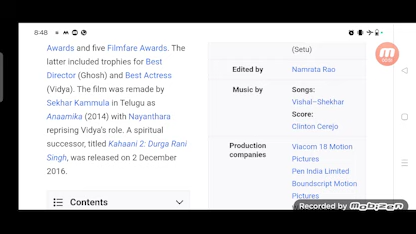 8:48
Awards and five Filmfare Awards. The
latter included trophies for Best
Director (Ghosh) and Best Actress
(Vidya). The film was remade by
Sekhar Kammula in Telugu as
Anaamika (2014) with Nayanthara
reprising Vidya's role. A spiritual
successor, titled Kahaani 2: Durga Rani
Singh, was released on 2 December
2016.
Contents
(Setu)
Edited by Namrata Rao
Music by Songs:
Vishal–Shekhar
Score:
Clinton Cerejo
Production companies
Viacom 18 Motion
Pictures
Pen India Limited
Boundscript Motion
Pictures
Recorded by Mobizen